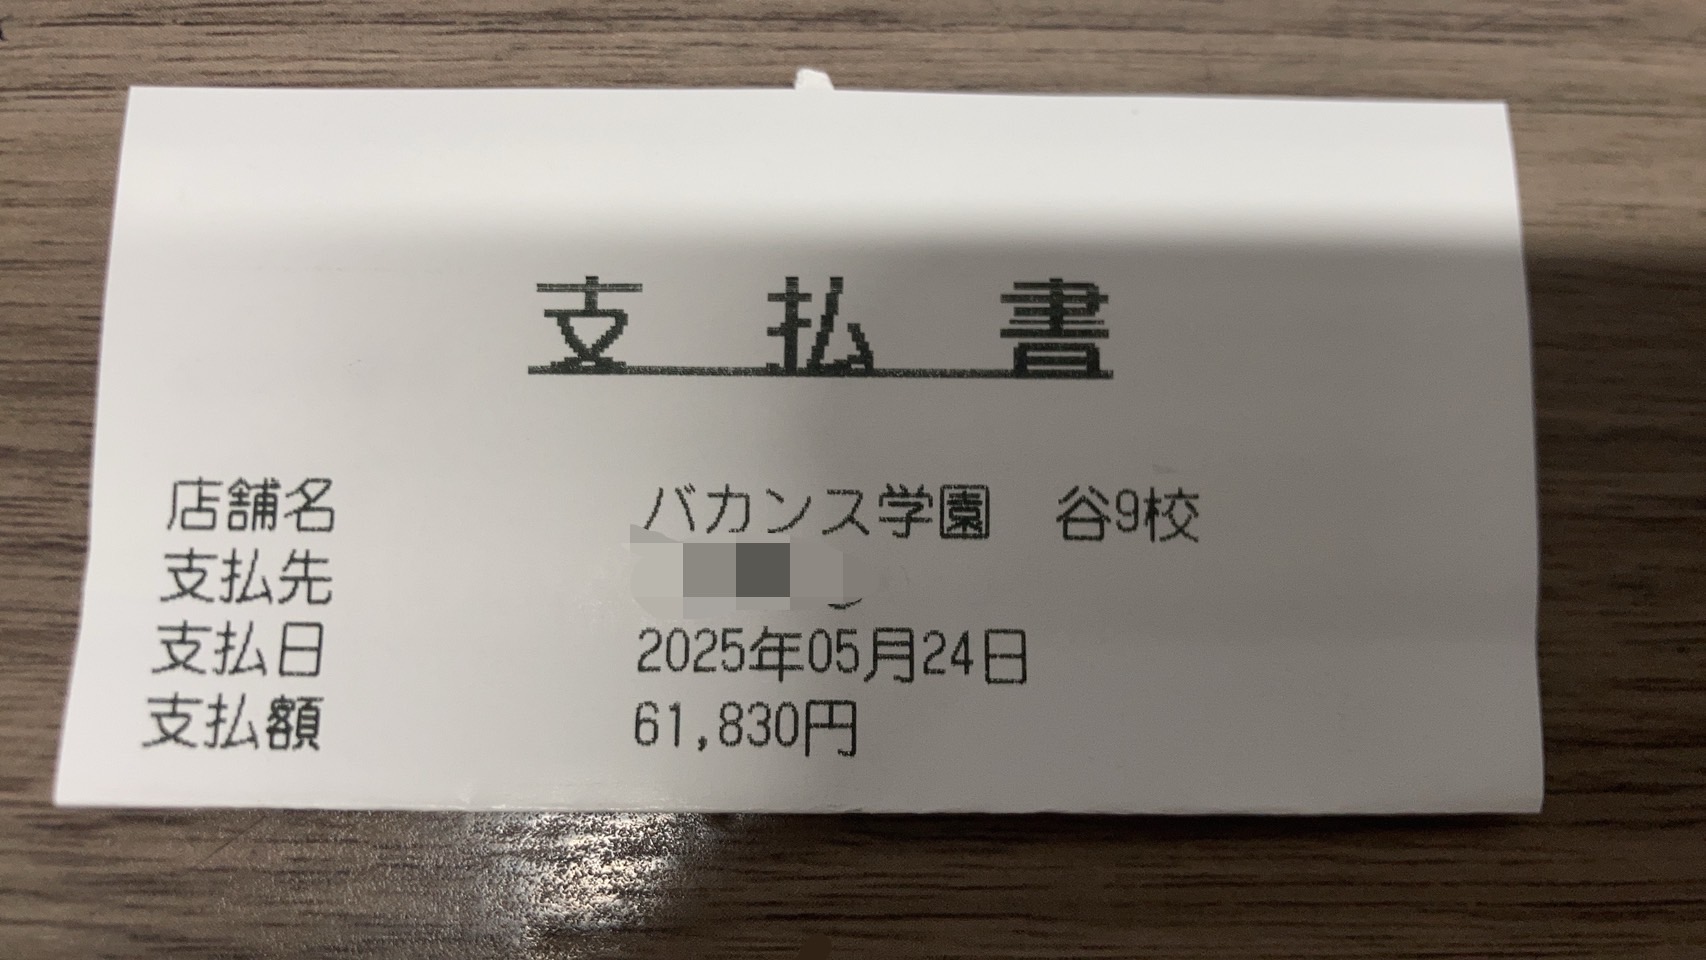 支 払 書
店舗名 バカンス学園 谷9校
支払先
支払日 2025年05月24日
支払額 61,830円